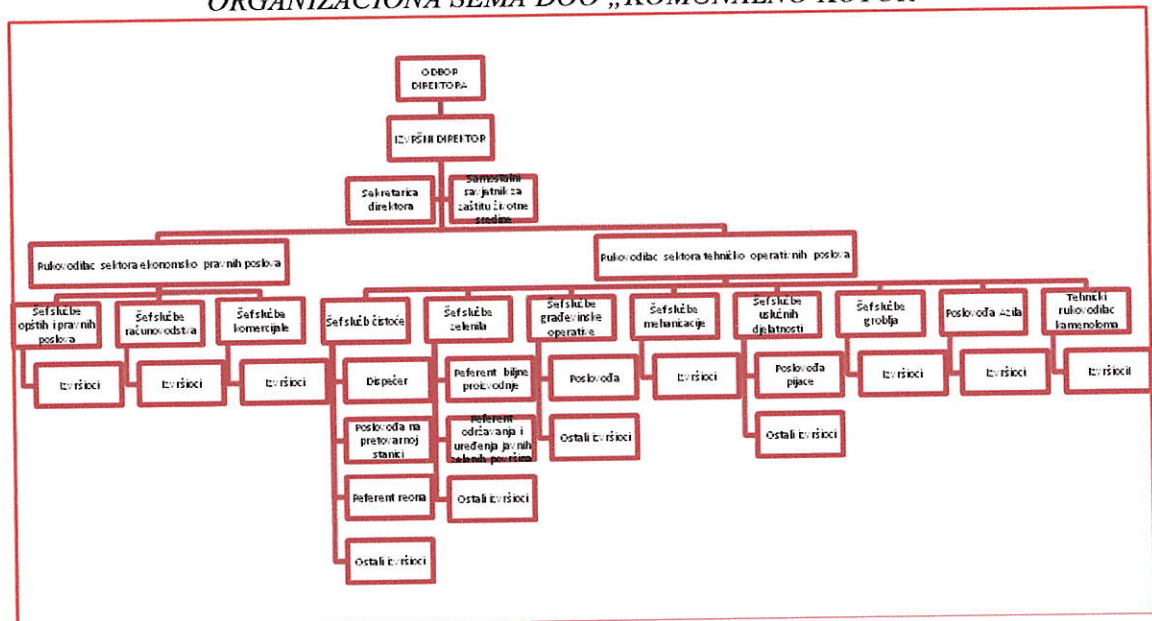 ORGANIZACIONA ŠEMA DOO „KOMUNALNO KOTOR“
ODBOR
DIREKTORA
IZVRŠNI DIREKTOR
Sekretarica
direktora
Samostalni
savjetnik za
zaštitu životne
sredine
Rukovodilac sektora ekonomsko pravnih poslova
Rukovodilac sektora tehničko operativnih poslova
Šef službe
opštih i pravnih
poslova
Šef službe
računovodstva
Šef službe
komercijale
Šef službe čistoće
Šef službe
zelenila
Šef službe
građevinske
operative
Šef službe
mehanizacije
Šef službe
uslužnih
djelatnosti
Šef službe
groblja
Poslovođa Azila
Tehnički
rukovodilac
kamenoloma
Izvršioci
Izvršioci
Izvršioci
Dispečer
Referent biljne
proizvodnje
Poslovođa
Izvršioci
Poslovođa
pijace
Izvršioci
Izvršioci
Izvršiocil
Poslovođa na
pretovarnoj
stanici
Referent
održavanja i
uređenja javnih
zelenih površina
Ostali izvršioci
Ostali izvršioci
Referent reona
Ostali izvršioci
Ostali izvršioci